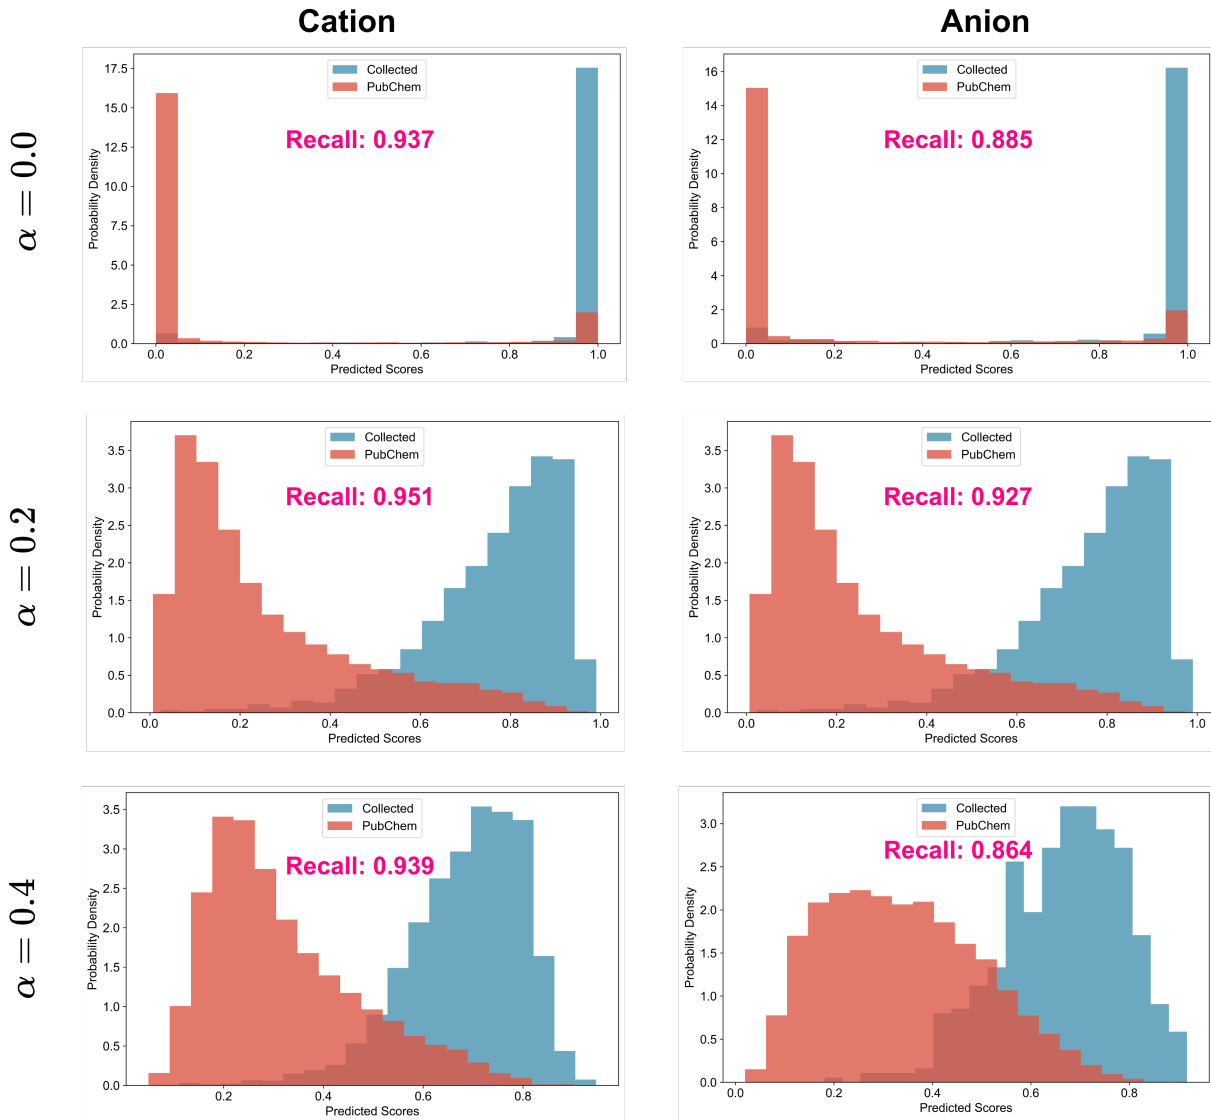 Cation
Anion
α = 0.0
Probability Density
17.5
15.0
12.5
10.0
7.5
5.0
2.5
0.0
Collected
PubChem
Recall: 0.937
0.0 0.2 0.4 0.6 0.8 1.0
Predicted Scores
Probability Density
16
14
12
10
8
6
4
2
0
Collected
PubChem
Recall: 0.885
0.0 0.2 0.4 0.6 0.8 1.0
Predicted Scores
α = 0.2
Probability Density
3.5
3.0
2.5
2.0
1.5
1.0
0.5
0.0
Collected
PubChem
Recall: 0.951
0.0 0.2 0.4 0.6 0.8 1.0
Predicted Scores
Probability Density
3.5
3.0
2.5
2.0
1.5
1.0
0.5
0.0
Collected
PubChem
Recall: 0.927
0.0 0.2 0.4 0.6 0.8 1.0
Predicted Scores
α = 0.4
Probability Density
3.5
3.0
2.5
2.0
1.5
1.0
0.5
0.0
Collected
PubChem
Recall: 0.939
0.2 0.4 0.6 0.8
Predicted Scores
Probability Density
3.0
2.5
2.0
1.5
1.0
0.5
0.0
Collected
PubChem
Recall: 0.864
0.0 0.2 0.4 0.6 0.8
Predicted Scores